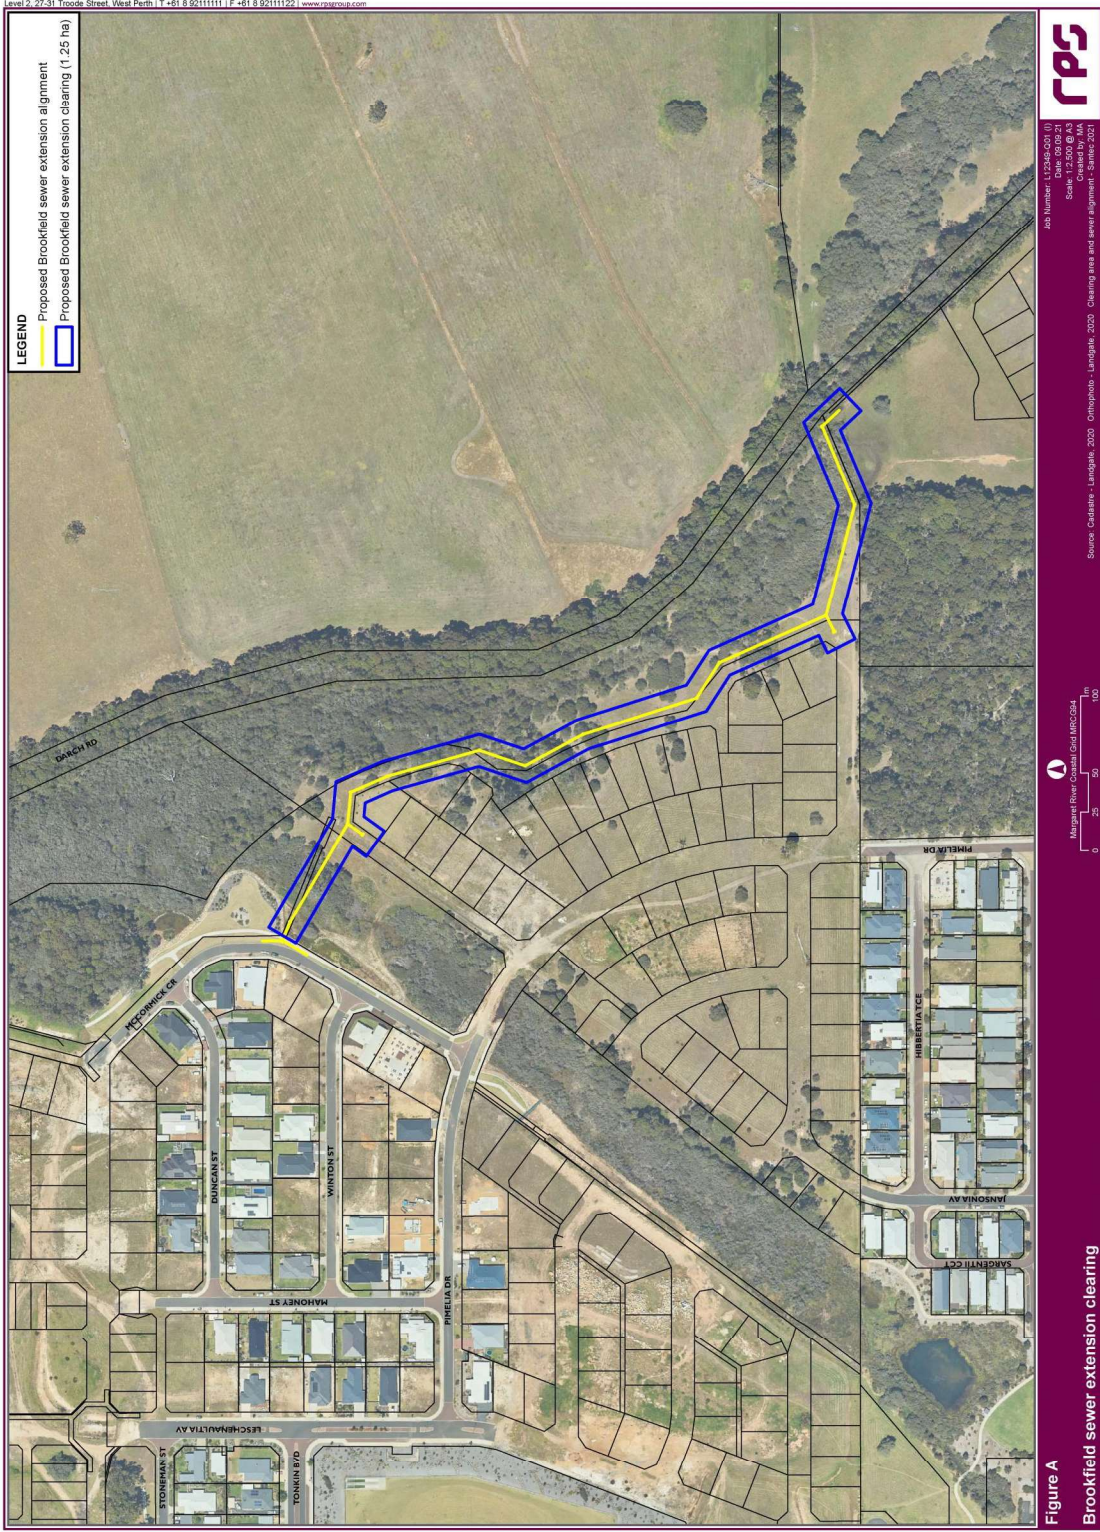 Level 2, 27-31 Troode Street, West Perth | T +61 8 92111111 | F +61 8 92111122 | www.rpsgroup.com
LEGEND
Proposed Brookfield sewer extension alignment
Proposed Brookfield sewer extension clearing (1.25 ha)
DARCH RD
MCCORMICK CR
DUNCAN ST
WINTON ST
MAHONEY ST
PIMELIA DR
LESCHENAULTIA AV
STONEMAN ST
TONKIN BVD
PIMELIA DR
HIBBERTIA TCE
JANSONIA AV
SARGENTII CCT
Figure A
Brookfield sewer extension clearing
Margaret River Coastal Grid MRCG94
0 25 50 100
m
rps
Job Number: L12349-G01 (I)
Date: 09.09.21
Scale: 1:2,500 @ A3
Created by: MA
Source: Cadastre - Landgate, 2020 Orthophoto - Landgate, 2020 Clearing area and sewer alignment - Santec 2021